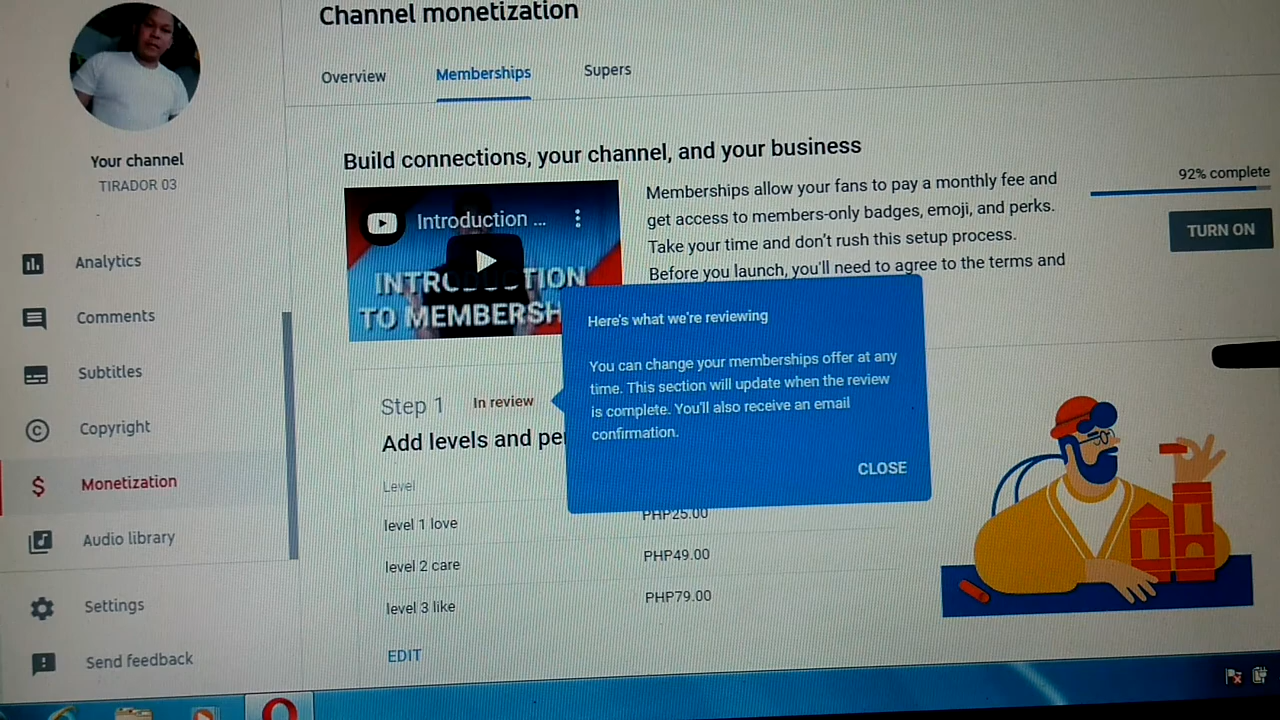 Channel monetization
Overview
Memberships
Supers
Your channel
TIRADOR 03
Analytics
Comments
Subtitles
Copyright
Monetization
Audio library
Settings
Send feedback
Build connections, your channel, and your business
Introduction ...
INTRODUCTION
TO MEMBERSH
Memberships allow your fans to pay a monthly fee and
get access to members-only badges, emoji, and perks.
Take your time and don't rush this setup process.
Before you launch, you'll need to agree to the terms and
92% complete
TURN ON
Here's what we're reviewing
You can change your memberships offer at any
time. This section will update when the review
is complete. You'll also receive an email
confirmation.
CLOSE
Step 1
In review
Add levels and pe
Level
level 1 love
PHP25.00
level 2 care
PHP49.00
level 3 like
PHP79.00
EDIT